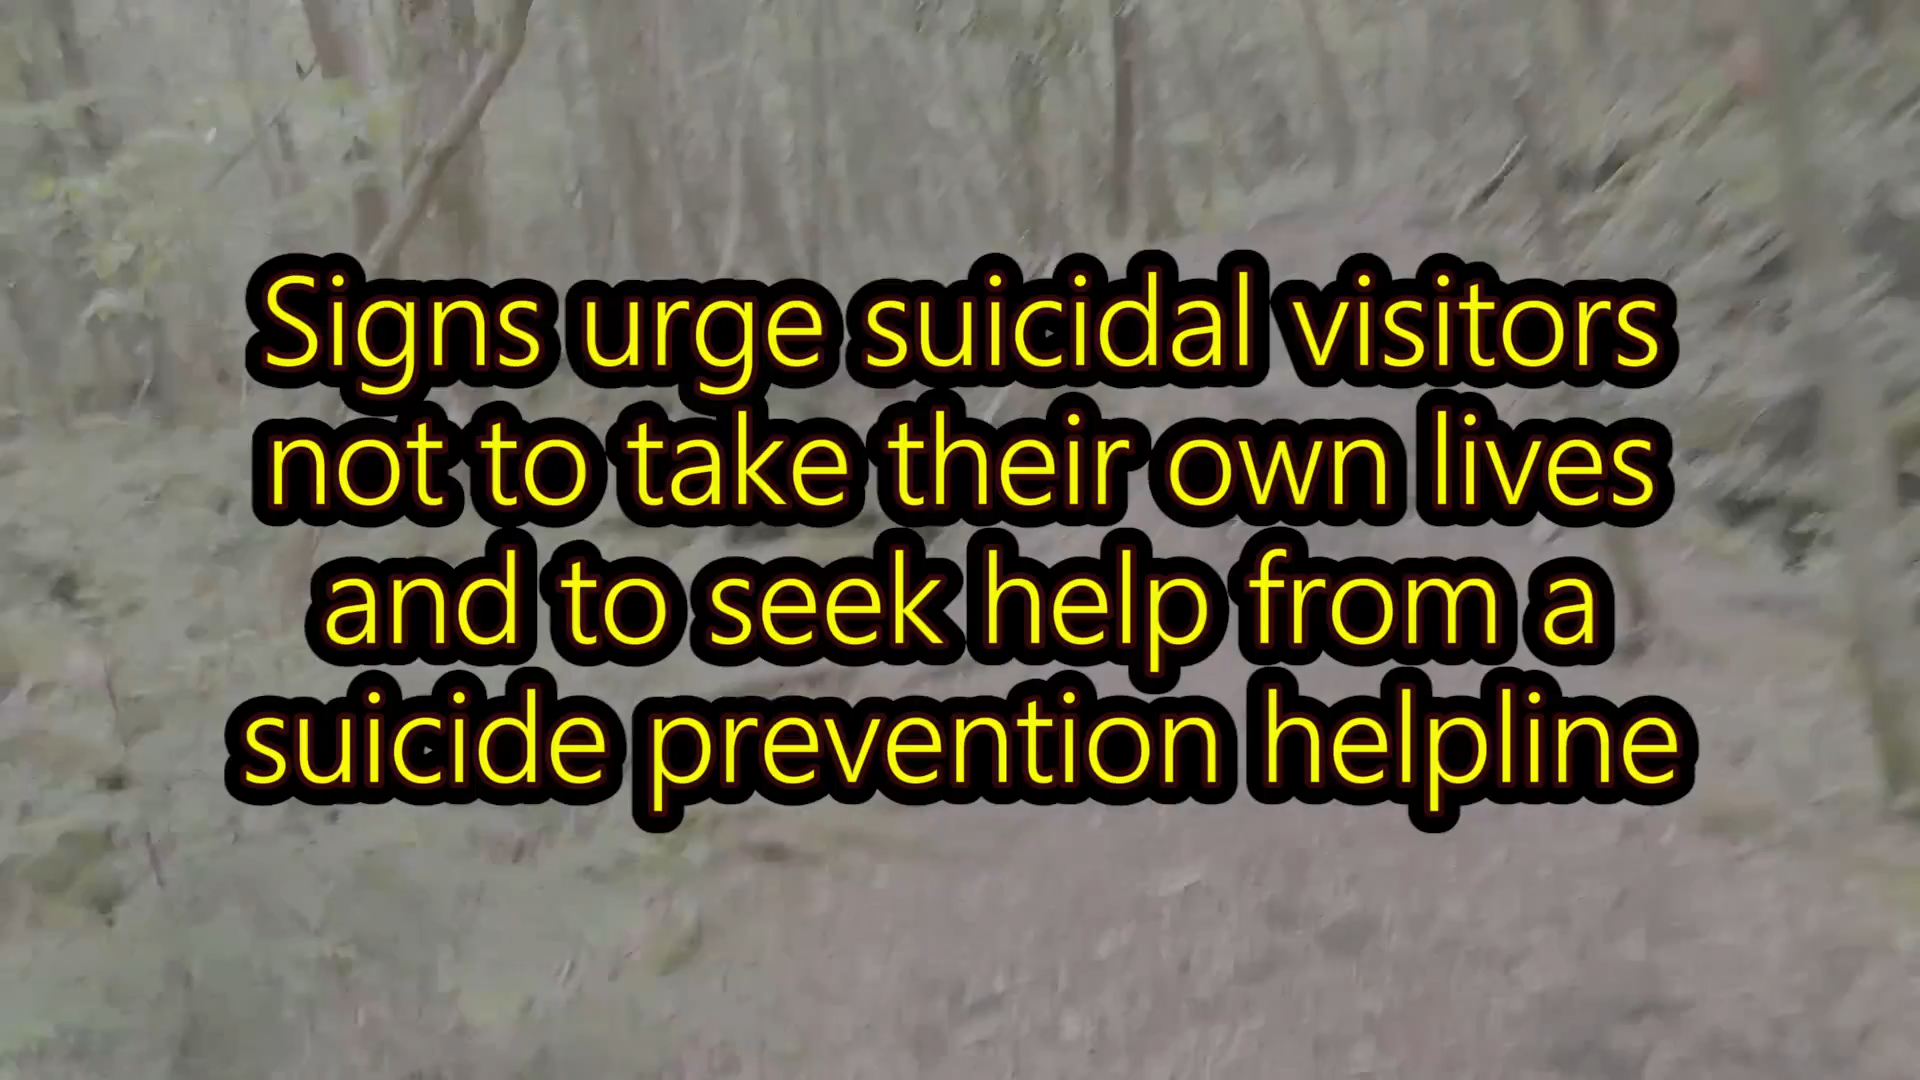 Signs urge suicidal visitors
not to take their own lives
and to seek help from a
suicide prevention helpline